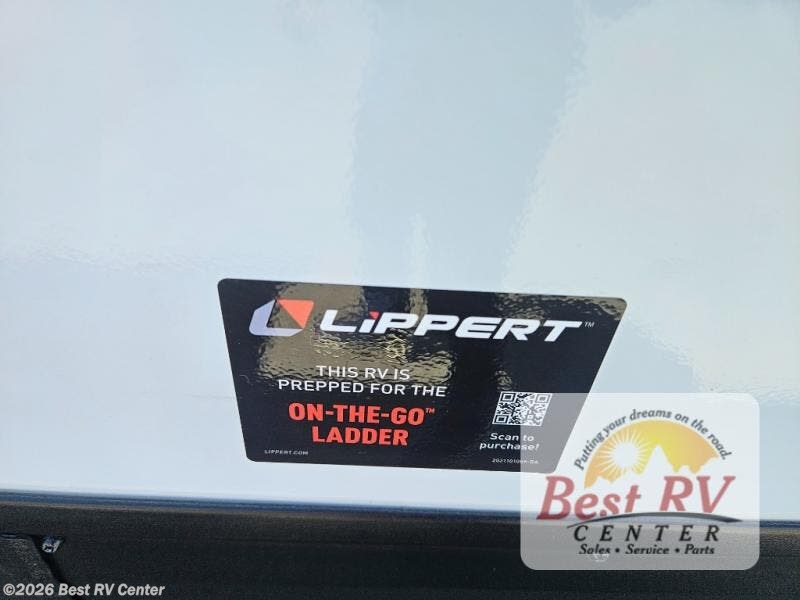 LiPPERT™
THIS RV IS
PREPPED FOR THE
ON-THE-GO™
LADDER
Scan to
purchase!
LIPPERT.COM
Putting your dreams on the road.
Best RV
CENTER
Sales • Service • Parts
©2026 Best RV Center